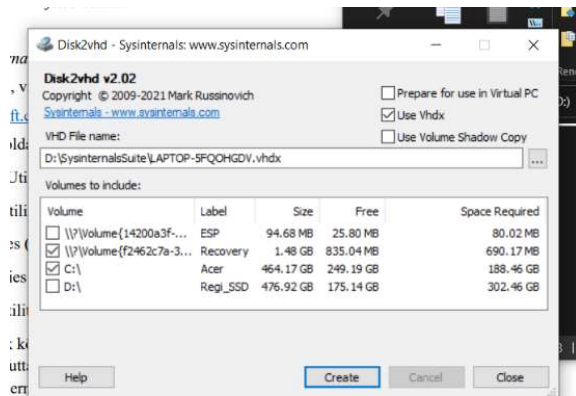 Disk2vhd - Sysinternals: www.sysinternals.com
Disk2vhd v2.02
Copyright © 2009-2021 Mark Russinovich
Sysinternals - www.sysinternals.com
Prepare for use in Virtual PC
Use Vhdx
Use Volume Shadow Copy
VHD File name:
D:\SysinternalsSuite\LAPTOP-5FQOHGDV.vhdx
...
Volumes to include:
Volume Label Size Free Space Required
\\?\Volume{14200a3f-... ESP 94.68 MB 25.80 MB 80.02 MB
\\?\Volume{f2462c7a-3... Recovery 1.48 GB 835.04 MB 690.17 MB
C:\ Acer 464.17 GB 249.19 GB 188.46 GB
D:\ Regi_SSD 476.92 GB 175.14 GB 302.46 GB
Help Create Cancel Close